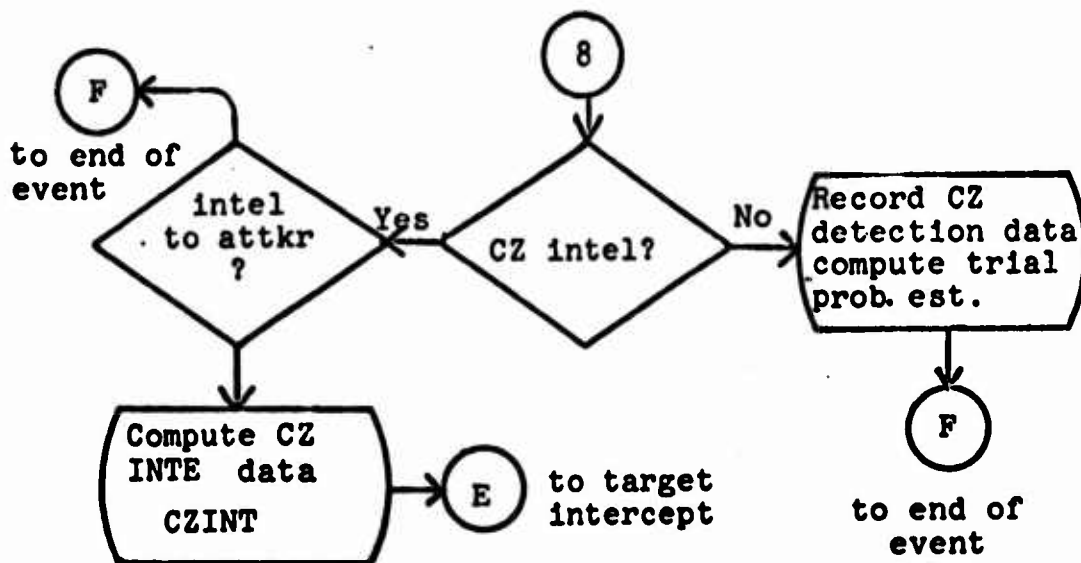 8
F
to end of
event
intel
to attkr
?
Yes
CZ intel?
No
Record CZ
detection data
compute trial
prob. est.
F
to end of
event
Compute CZ
INTE data
CZINT
E
to target
intercept